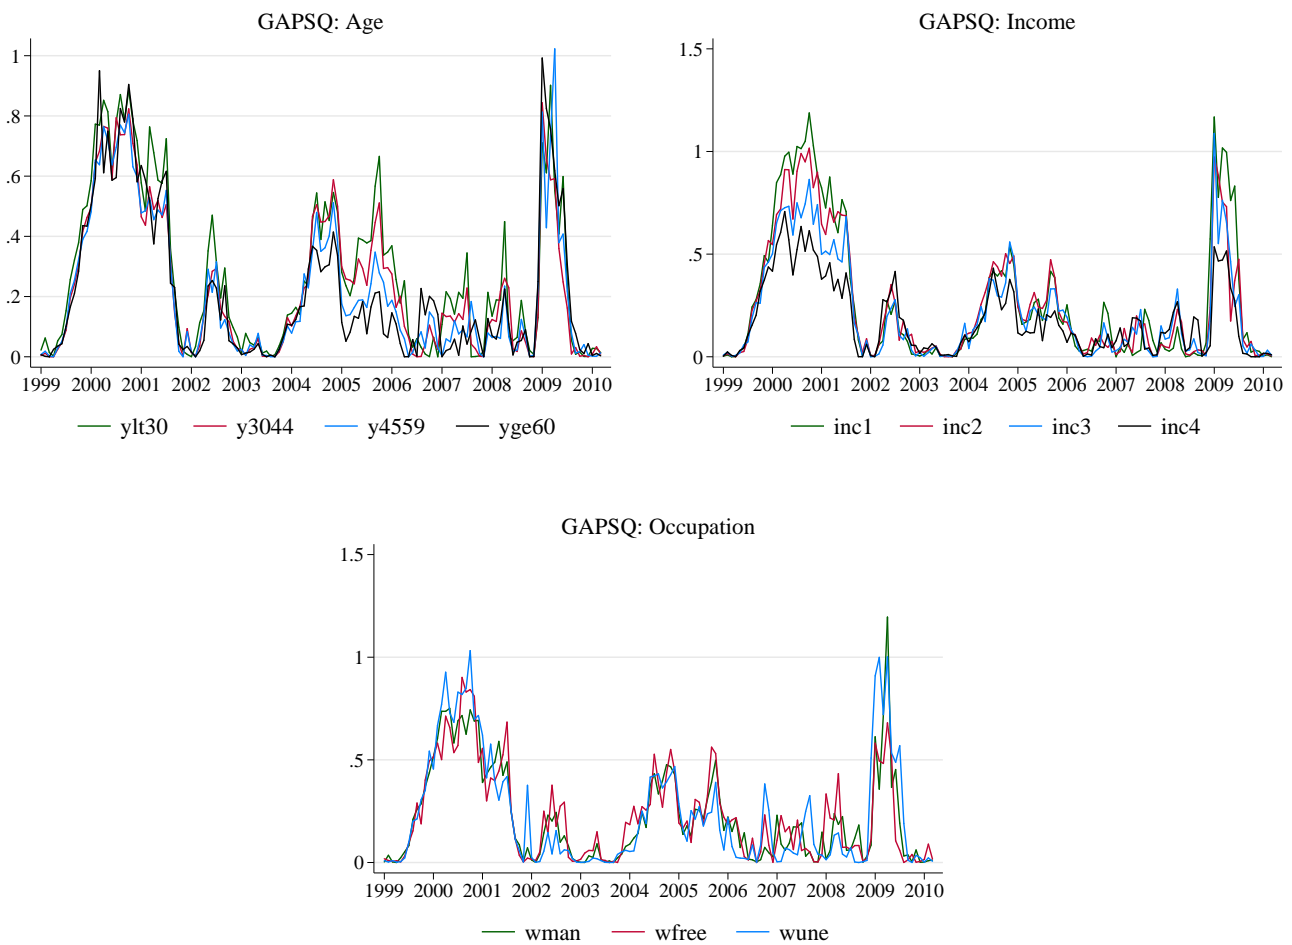 GAPSQ: Age
1
.8
.6
.4
.2
0
1999 2000 2001 2002 2003 2004 2005 2006 2007 2008 2009 2010
ylt30 y3044 y4559 yge60
GAPSQ: Income
1.5
1
.5
0
1999 2000 2001 2002 2003 2004 2005 2006 2007 2008 2009 2010
inc1 inc2 inc3 inc4
GAPSQ: Occupation
1.5
1
.5
0
1999 2000 2001 2002 2003 2004 2005 2006 2007 2008 2009 2010
wman wfree wune